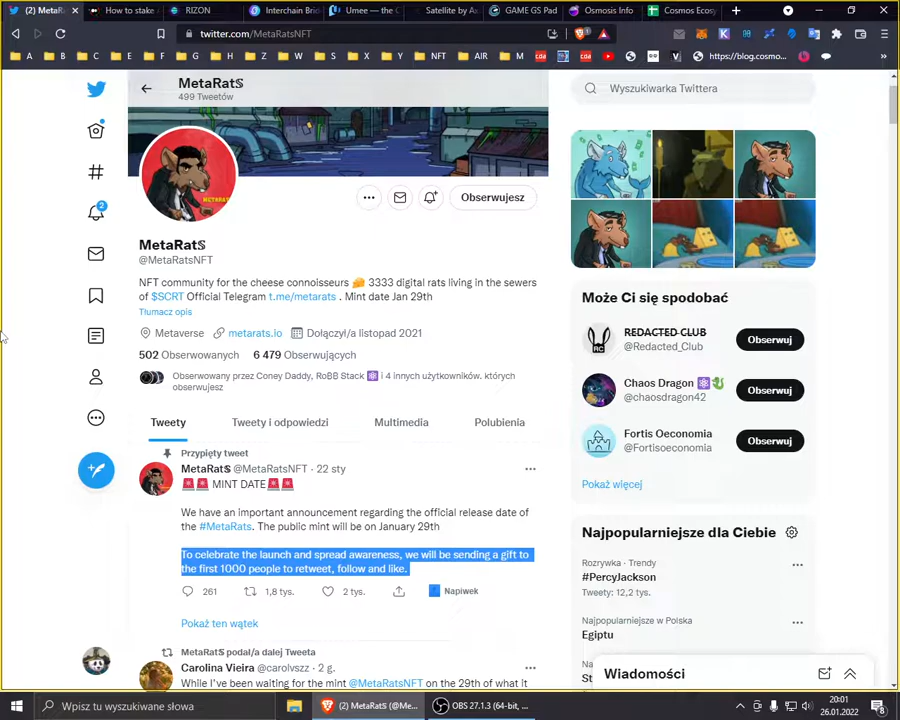 (2) MetaRat
How to stake
RIZON
Interchain Brid
Umee — the C
Satellite by Ax
GAME GS Pad
Osmosis Info
Cosmos Ecosy
twitter.com/MetaRatsNFT
A
B
C
E
F
G
H
W
S
X
Y
NFT
AIR
M
https://blog.cosmo...
MetaRat𝕊
499 Tweetów
Wyszukiwarka Twittera
METARATS
Obserwujesz
MetaRat𝕊
@MetaRatsNFT
NFT community for the cheese connoisseurs 🧀 3333 digital rats living in the sewers
of $SCRT Official Telegram t.me/metarats . Mint date Jan 29th
Tłumacz opis
Metaverse metarats.io Dołączył/a listopad 2021
502 Obserwowanych 6 479 Obserwujących
Obserwowany przez Coney Daddy, RoBB Stack ⚛ i 4 innych użytkowników. których
obserwujesz
Tweety
Tweety i odpowiedzi
Multimedia
Polubienia
Przypięty tweet
MetaRat𝕊 @MetaRatsNFT · 22 sty
🚨🚨 MINT DATE🚨🚨
We have an important announcement regarding the official release date of
the #MetaRats. The public mint will be on January 29th
To celebrate the launch and spread awareness, we will be sending a gift to
the first 1000 people to retweet, follow and like.
261 1,8 tys. 2 tys. Napiwek
Pokaż ten wątek
MetaRat𝕊 podał/a dalej Tweeta
Carolina Vieira @carolvszz · 2 g.
While I've been waiting for the mint @MetaRatsNFT on the 29th of what it
Może Ci się spodobać
REDACTED CLUB
@Redacted_Club
Obserwuj
RC
Chaos Dragon ⚛🐉
@chaosdragon42
Obserwuj
Fortis Oeconomia
@Fortisoeconomia
Obserwuj
Pokaż więcej
Najpopularniejsze dla Ciebie
Rozrywka · Trendy
#PercyJackson
Tweety: 12,2 tys.
Najpopularniejsze w Polska
Egiptu
Wiadomości
2
Wpisz tu wyszukiwane słowo
(2) MetaRatS (@Me...
OBS 27.1.3 (64-bit, ...
20:01
26.01.2022
8